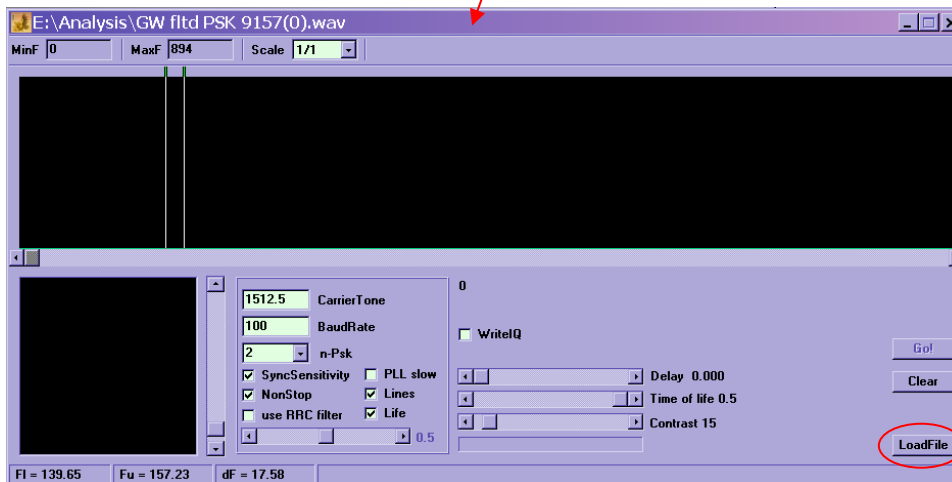 E:\Analysis\GW fltd PSK 9157(0).wav
MinF 0 MaxF 894 Scale 1/1
1512.5 CarrierTone
100 BaudRate
2 n-Psk
SyncSensitivity PLL slow
NonStop Lines
use RRC filter Life
0.5
0
WriteIQ
Delay 0.000
Time of life 0.5
Contrast 15
Go!
Clear
LoadFile
Fl = 139.65 Fu = 157.23 dF = 17.58